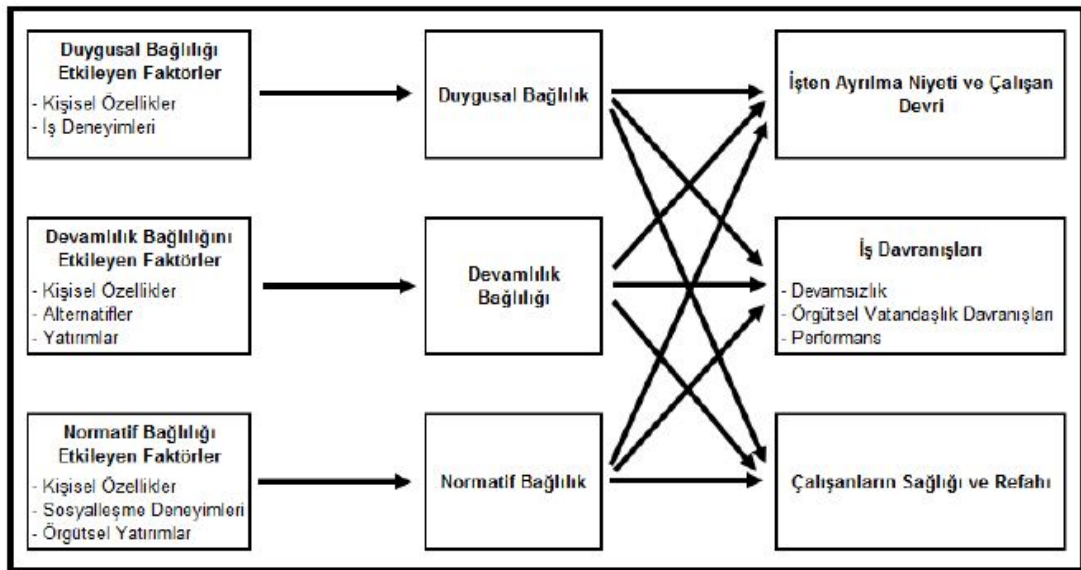 Duygusal Bağlılığı
Etkileyen Faktörler
- Kişisel Özellikler
- İş Deneyimleri
Duygusal Bağlılık
İşten Ayrılma Niyeti ve Çalışan
Devri
Devamlılık Bağlılığını
Etkileyen Faktörler
- Kişisel Özellikler
- Alternatifler
- Yatırımlar
Devamlılık
Bağlılığı
İş Davranışları
- Devamsızlık
- Örgütsel Vatandaşlık Davranışları
- Performans
Normatif Bağlılığı
Etkileyen Faktörler
- Kişisel Özellikler
- Sosyalleşme Deneyimleri
- Örgütsel Yatırımlar
Normatif Bağlılık
Çalışanların Sağlığı ve Refahı